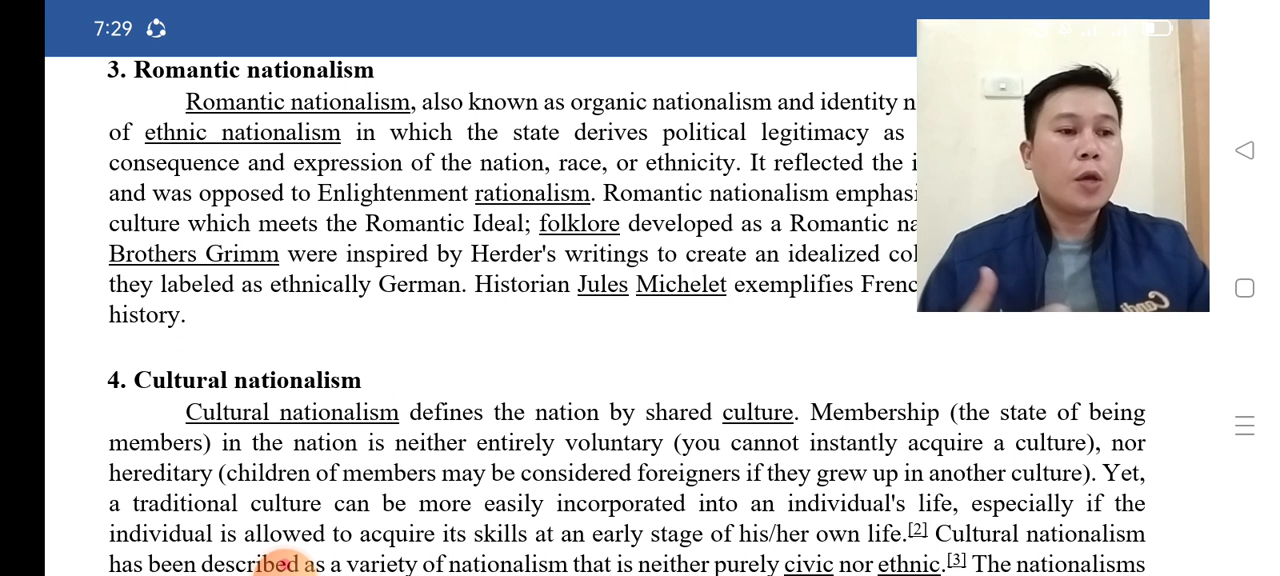 7:29
3. Romantic nationalism
Romantic nationalism, also known as organic nationalism and identity
of ethnic nationalism in which the state derives political legitimacy as
consequence and expression of the nation, race, or ethnicity. It reflected the
and was opposed to Enlightenment rationalism. Romantic nationalism
culture which meets the Romantic Ideal; folklore developed as a Romantic
Brothers Grimm were inspired by Herder's writings to create an idealized
they labeled as ethnically German. Historian Jules Michelet exemplifies
history.
4. Cultural nationalism
Cultural nationalism defines the nation by shared culture. Membership (the state of being
members) in the nation is neither entirely voluntary (you cannot instantly acquire a culture), nor
hereditary (children of members may be considered foreigners if they grew up in another culture). Yet,
a traditional culture can be more easily incorporated into an individual's life, especially if the
individual is allowed to acquire its skills at an early stage of his/her own life.[2] Cultural nationalism
has been described as a variety of nationalism that is neither purely civic nor ethnic.[3] The nationalisms